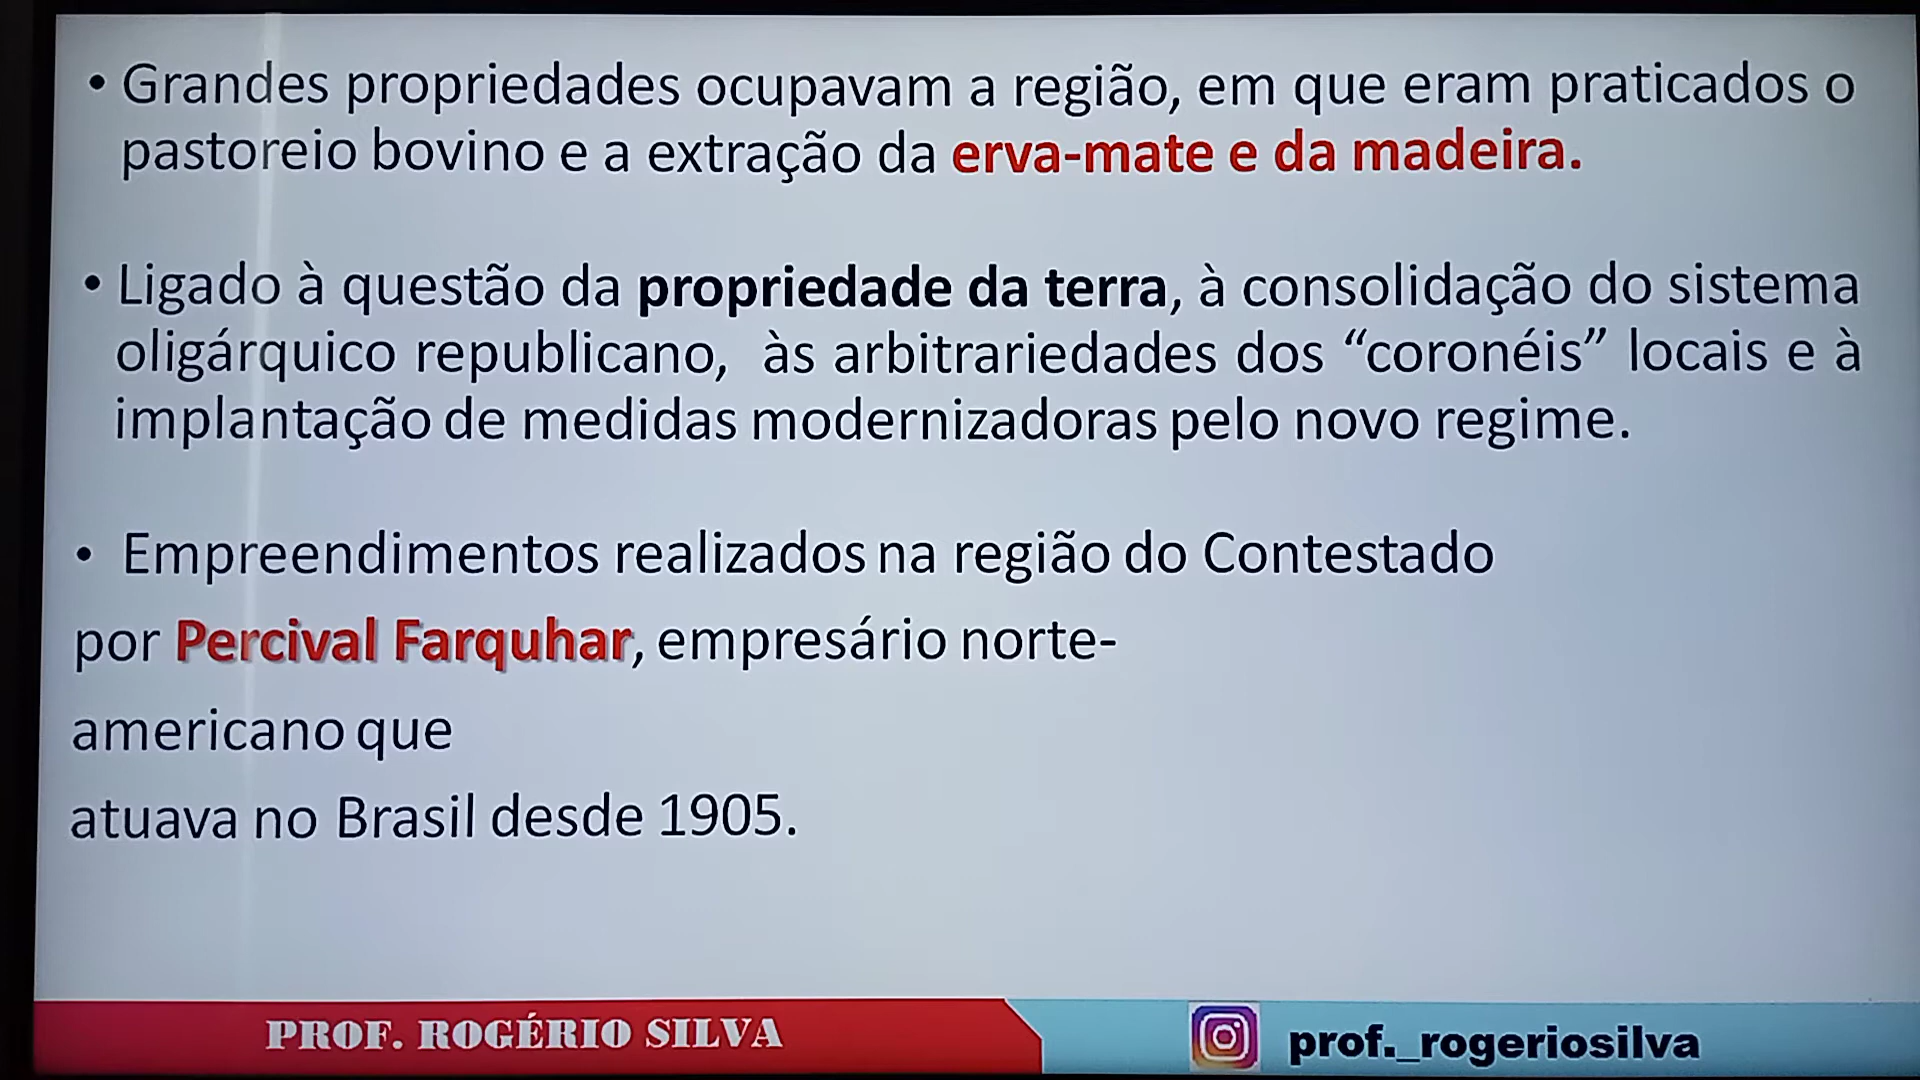 • Grandes propriedades ocupavam a região, em que eram praticados o
pastoreio bovino e a extração da erva-mate e da madeira.
• Ligado à questão da propriedade da terra, à consolidação do sistema
oligárquico republicano, às arbitrariedades dos “coronéis” locais e à
implantação de medidas modernizadoras pelo novo regime.
• Empreendimentos realizados na região do Contestado
por Percival Farquhar, empresário norte-
americano que
atuava no Brasil desde 1905.
PROF. ROGÉRIO SILVA
prof._rogeriosilva